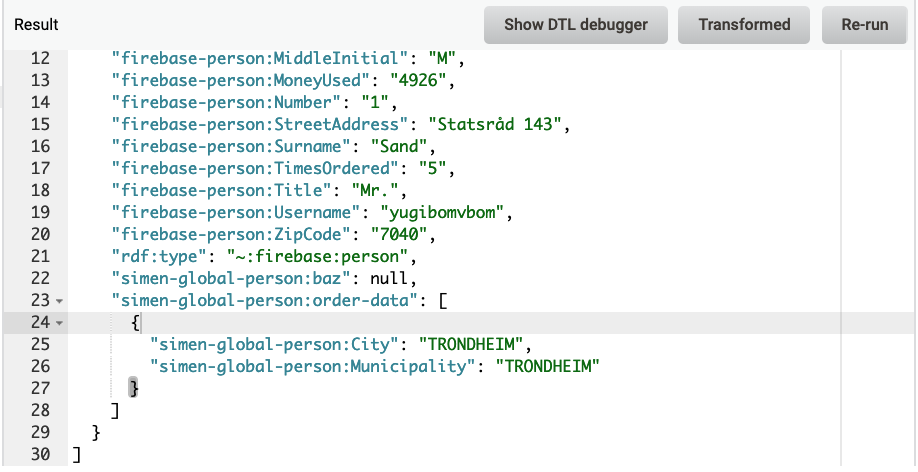 Result
Show DTL debugger
Transformed
Re-run
12 "firebase-person:MiddleInitial": "M",
13 "firebase-person:MoneyUsed": "4926",
14 "firebase-person:Number": "1",
15 "firebase-person:StreetAddress": "Statsråd 143",
16 "firebase-person:Surname": "Sand",
17 "firebase-person:TimesOrdered": "5",
18 "firebase-person:Title": "Mr.",
19 "firebase-person:Username": "yugibomvbom",
20 "firebase-person:ZipCode": "7040",
21 "rdf:type": "~:firebase:person",
22 "simen-global-person:baz": null,
23 "simen-global-person:order-data": [
24 {
25 "simen-global-person:City": "TRONDHEIM",
26 "simen-global-person:Municipality": "TRONDHEIM"
27 }
28 ]
29 }
30 ]